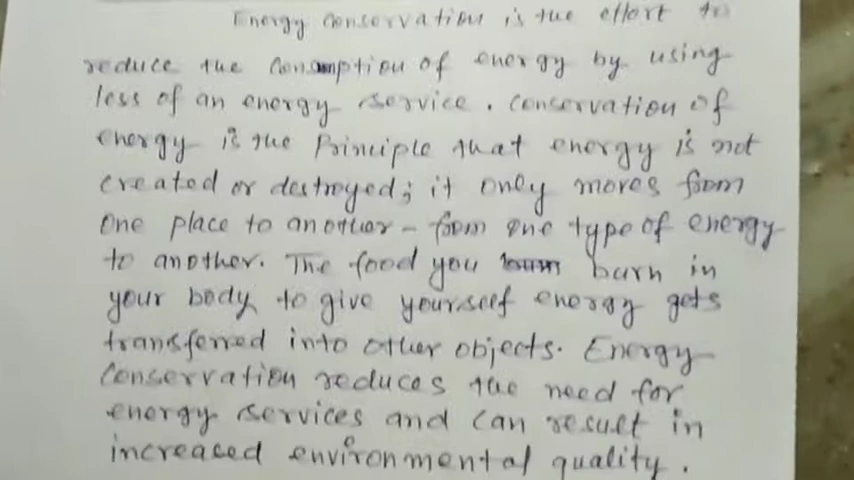 Energy conservation is the effort to
reduce the consumption of energy by using
less of an energy service. Conservation of
energy is the Principle that energy is not
created or destroyed; it only moves from
one place to another - from one type of energy
to another. The food you burn in
your body to give yourself energy gets
transferred into other objects. Energy
Conservation reduces the need for
energy services and can result in
increased environmental quality.